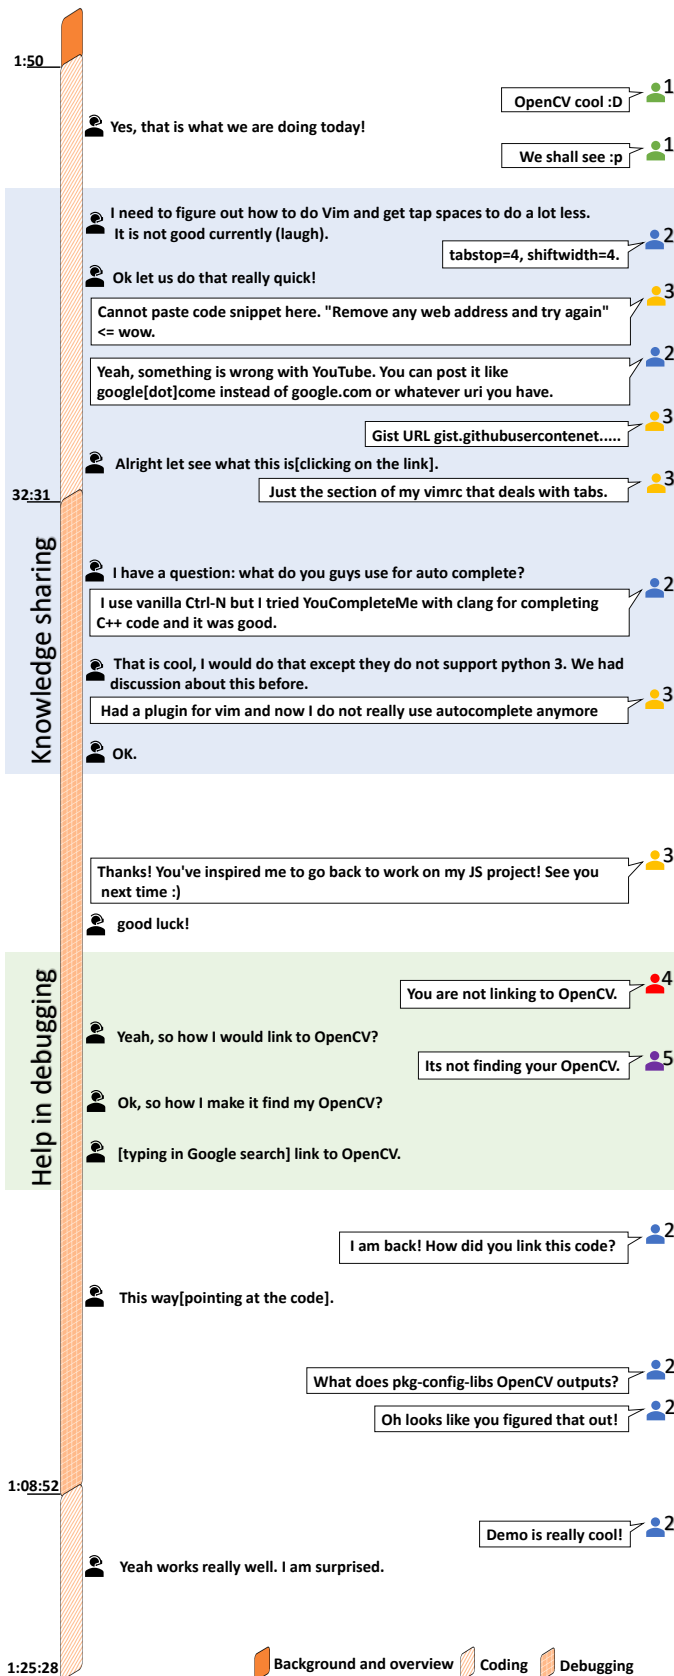 1:50
1
OpenCV cool :D
Yes, that is what we are doing today!
1
We shall see :p
Knowledge sharing
I need to figure out how to do Vim and get tap spaces to do a lot less.
It is not good currently (laugh).
2
tabstop=4, shiftwidth=4.
Ok let us do that really quick!
3
Cannot paste code snippet here. "Remove any web address and try again"
<= wow.
2
Yeah, something is wrong with YouTube. You can post it like
google[dot]come instead of google.com or whatever uri you have.
3
Gist URL gist.githubusercontenet.....
Alright let see what this is[clicking on the link].
3
Just the section of my vimrc that deals with tabs.
32:31
I have a question: what do you guys use for auto complete?
2
I use vanilla Ctrl-N but I tried YouCompleteMe with clang for completing
C++ code and it was good.
That is cool, I would do that except they do not support python 3. We had
discussion about this before.
3
Had a plugin for vim and now I do not really use autocomplete anymore
OK.
3
Thanks! You've inspired me to go back to work on my JS project! See you
next time :)
good luck!
Help in debugging
4
You are not linking to OpenCV.
Yeah, so how I would link to OpenCV?
5
Its not finding your OpenCV.
Ok, so how I make it find my OpenCV?
[typing in Google search] link to OpenCV.
2
I am back! How did you link this code?
This way[pointing at the code].
2
What does pkg-config-libs OpenCV outputs?
2
Oh looks like you figured that out!
1:08:52
2
Demo is really cool!
Yeah works really well. I am surprised.
1:25:28
Background and overview
Coding
Debugging